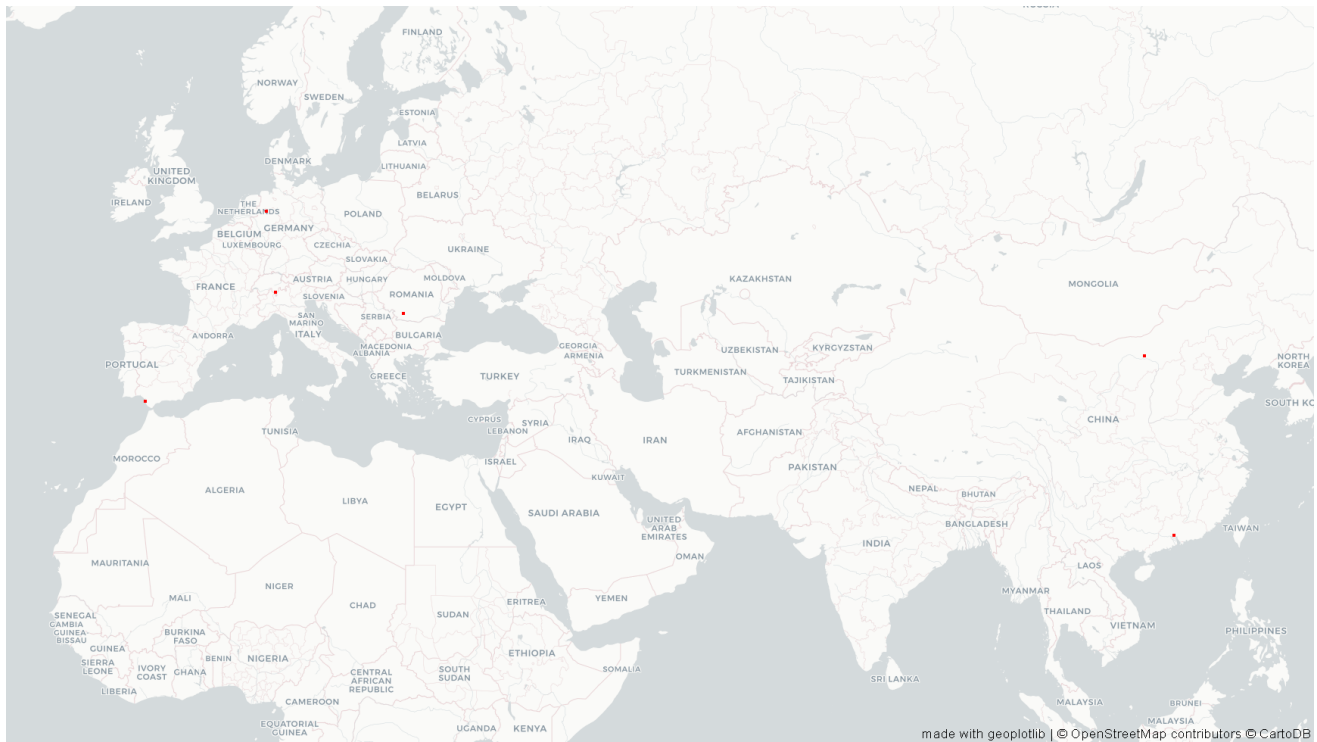 RUSSIA
FINLAND
NORWAY
SWEDEN
ESTONIA
LATVIA
DENMARK
LITHUANIA
UNITED
KINGDOM
BELARUS
IRELAND
THE
NETHERLANDS
POLAND
BELGIUM
GERMANY
LUXEMBOURG
CZECHIA
UKRAINE
SLOVAKIA
FRANCE
AUSTRIA
HUNGARY
MOLDOVA
KAZAKHSTAN
MONGOLIA
SLOVENIA
ROMANIA
SAN
MARINO
SERBIA
ANDORRA
ITALY
BULGARIA
MACEDONIA
ALBANIA
GEORGIA
ARMENIA
UZBEKISTAN
KYRGYZSTAN
NORTH
KOREA
PORTUGAL
GREECE
TURKEY
TURKMENISTAN
TAJIKISTAN
SOUTH KO
TUNISIA
CYPRUS
LEBANON
SYRIA
IRAQ
IRAN
AFGHANISTAN
CHINA
MOROCCO
ISRAEL
KUWAIT
PAKISTAN
ALGERIA
LIBYA
EGYPT
SAUDI ARABIA
UNITED
ARAB
EMIRATES
NEPAL
BHUTAN
BANGLADESH
TAIWAN
OMAN
INDIA
MAURITANIA
LAOS
NIGER
MALI
CHAD
SUDAN
ERITREA
YEMEN
MYANMAR
THAILAND
VIETNAM
PHILIPPINES
SENEGAL
GAMBIA
GUINEA
BISSAU
BURKINA
FASO
GUINEA
BENIN
NIGERIA
ETHIOPIA
SIERRA
LEONE
IVORY
COAST
GHANA
CENTRAL
AFRICAN
REPUBLIC
SOUTH
SUDAN
SOMALIA
SRI LANKA
LIBERIA
CAMEROON
MALAYSIA
BRUNEI
EQUATORIAL
GUINEA
UGANDA
KENYA
MALAYSIA
made with geoplotlib | © OpenStreetMap contributors © CartoDB